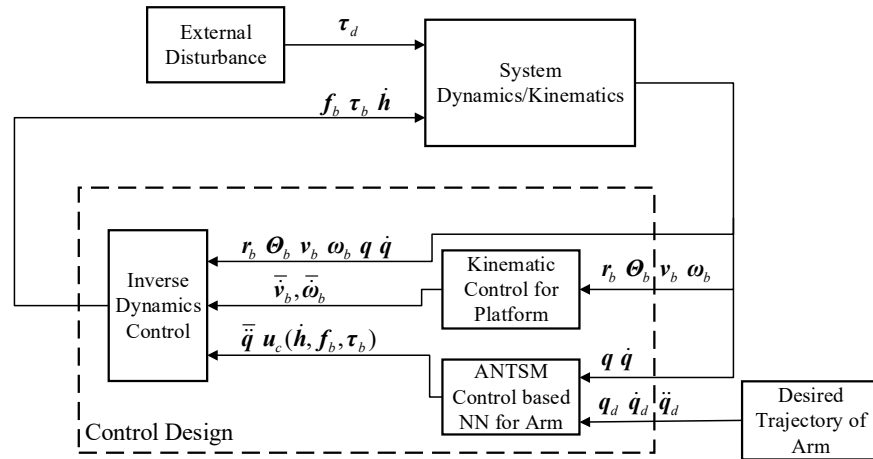 External
Disturbance
τ_d
System
Dynamics/Kinematics
f_b τ_b ḣ
Inverse
Dynamics
Control
r_b Θ_b v_b ω_b q q̇
v̇̅_b, ω̇̅_b
q̈̅ u_c(ḣ, f_b, τ_b)
Kinematic
Control for
Platform
r_b Θ_b v_b ω_b
ANTSM
Control based
NN for Arm
q q̇
q_d q̇_d q̈_d
Desired
Trajectory of
Arm
Control Design